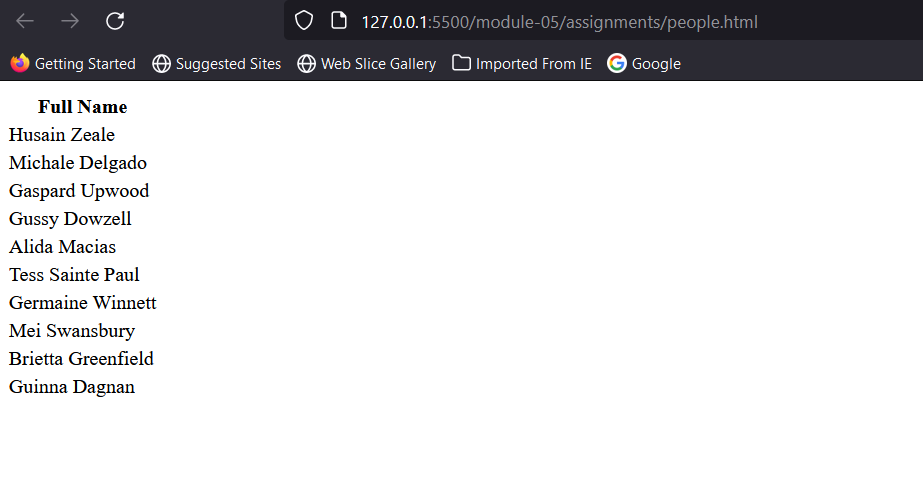 127.0.0.1:5500/module-05/assignments/people.html
Getting Started Suggested Sites Web Slice Gallery Imported From IE Google
Full Name
Husain Zeale
Michale Delgado
Gaspard Upwood
Gussy Dowzell
Alida Macias
Tess Sainte Paul
Germaine Winnett
Mei Swansbury
Brietta Greenfield
Guinna Dagnan